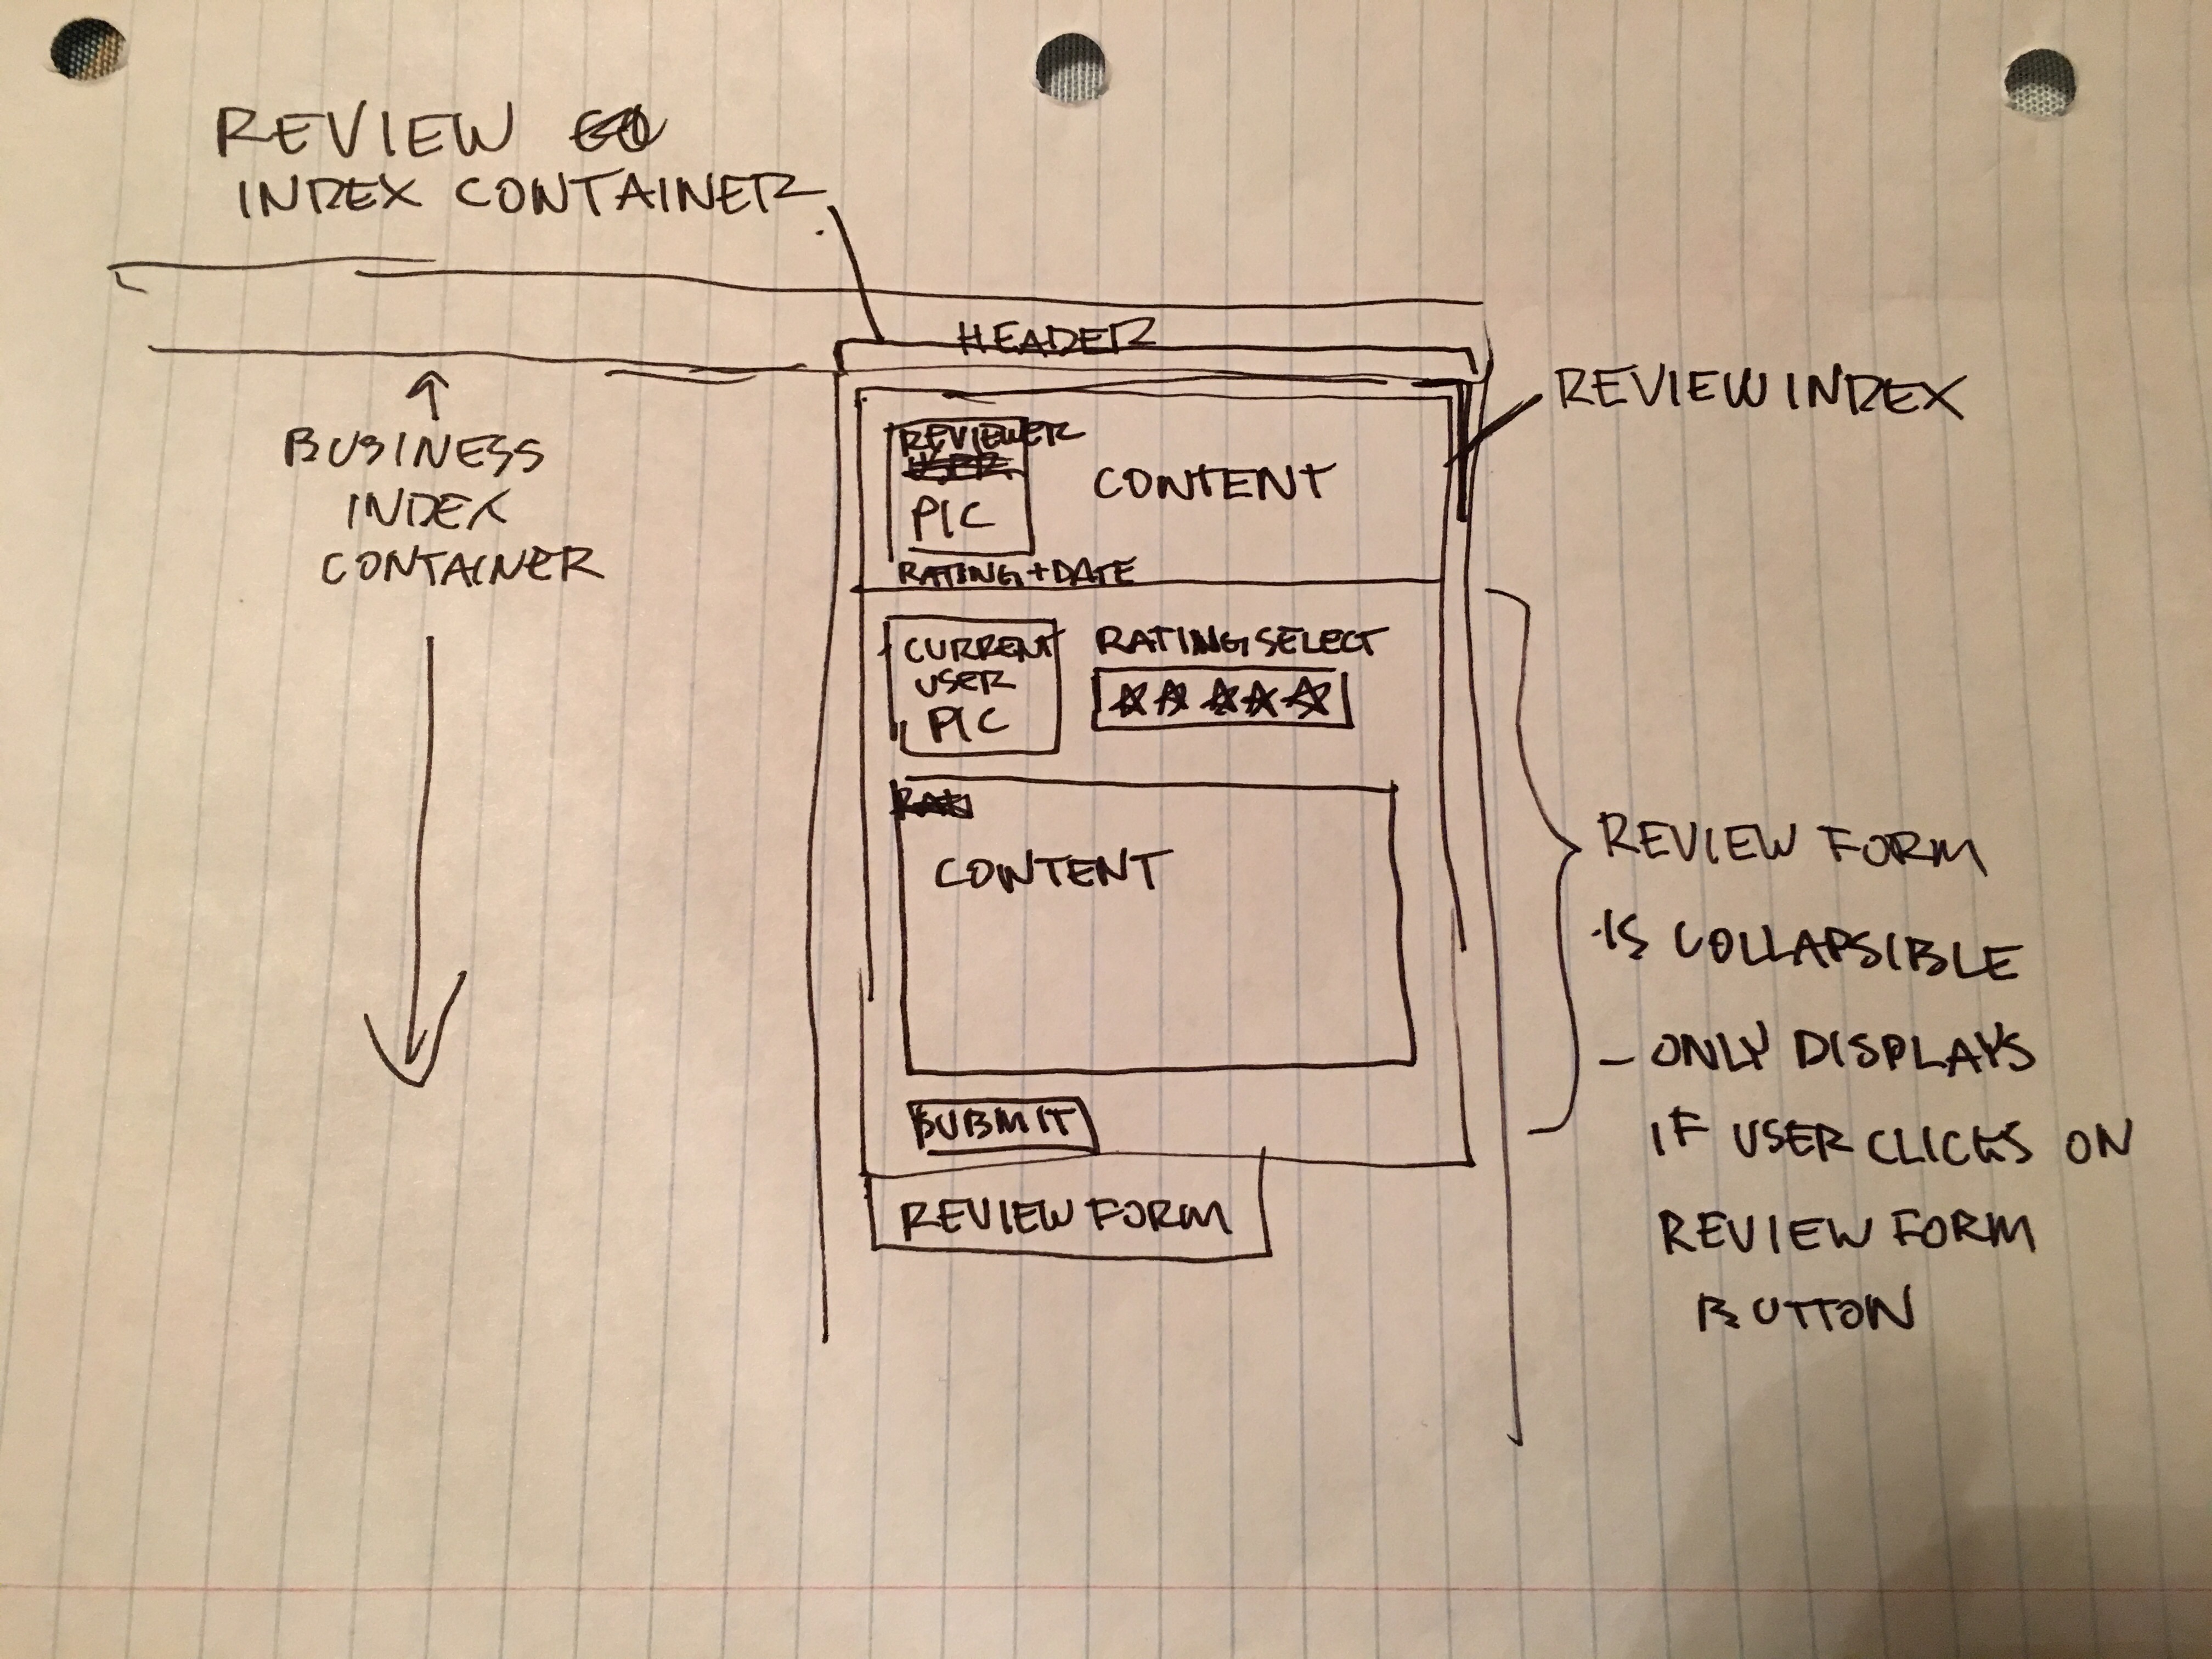 REVIEW
INDEX CONTAINER
HEADER
BUSINESS
INDEX
CONTAINER
REVIEW INDEX
REVIEWER
USER
PIC
CONTENT
RATING + DATE
CURRENT
USER
PIC
RATING SELECT
CONTENT
SUBMIT
REVIEW FORM
REVIEW FORM
- IS COLLAPSIBLE
- ONLY DISPLAYS
IF USER CLICKS ON
REVIEW FORM
BUTTON